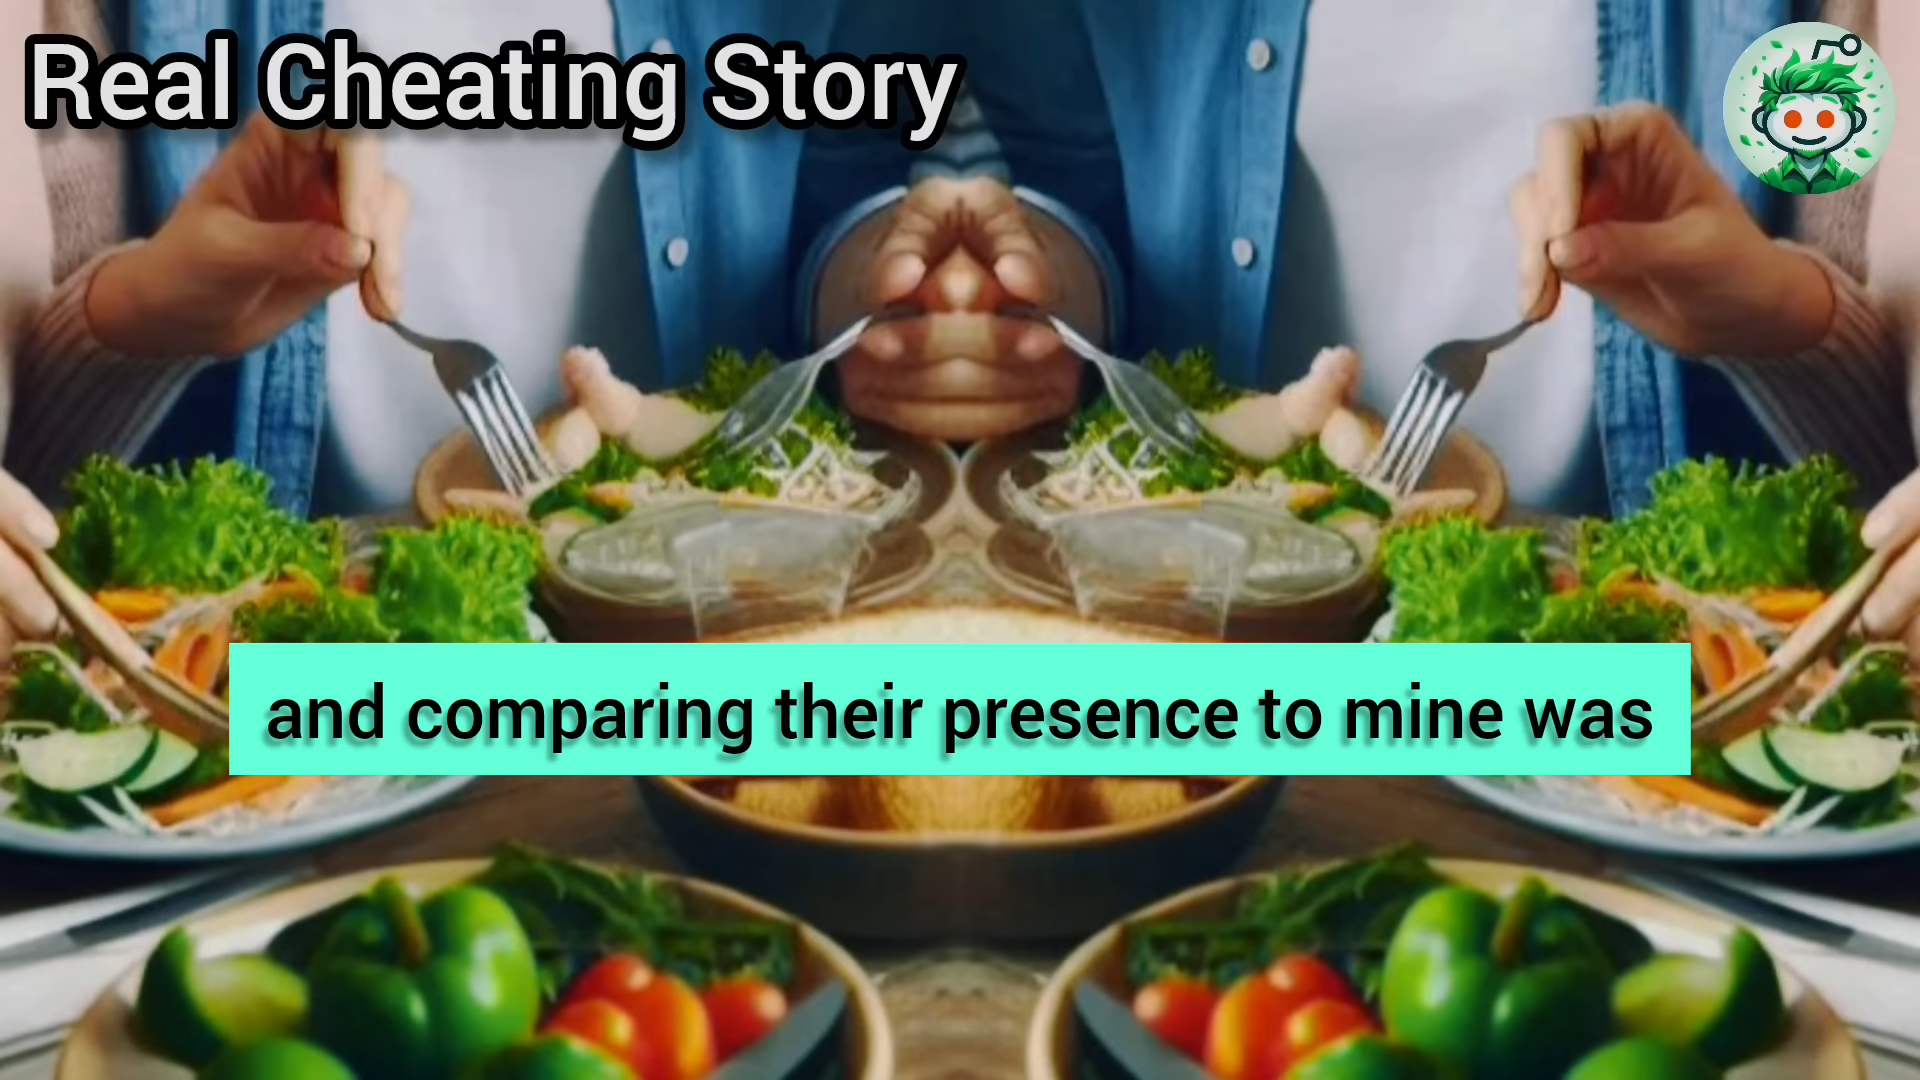 Real Cheating Story
and comparing their presence to mine was